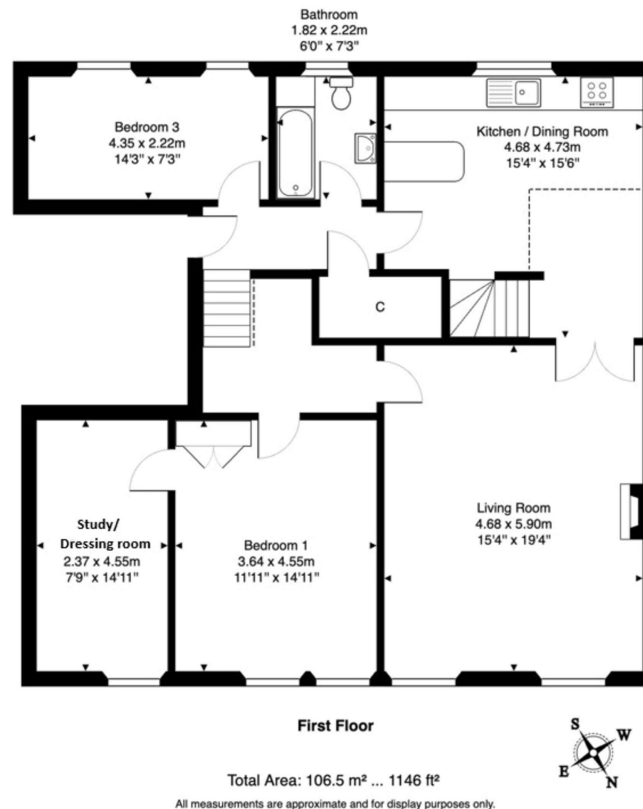 Bathroom
1.82 x 2.22m
6'0" x 7'3"
Bedroom 3
4.35 x 2.22m
14'3" x 7'3"
Kitchen / Dining Room
4.68 x 4.73m
15'4" x 15'6"
C
Study/
Dressing room
2.37 x 4.55m
7'9" x 14'11"
Bedroom 1
3.64 x 4.55m
11'11" x 14'11"
Living Room
4.68 x 5.90m
15'4" x 19'4"
First Floor
S
W
E
N
Total Area: 106.5 m² ... 1146 ft²
All measurements are approximate and for display purposes only.